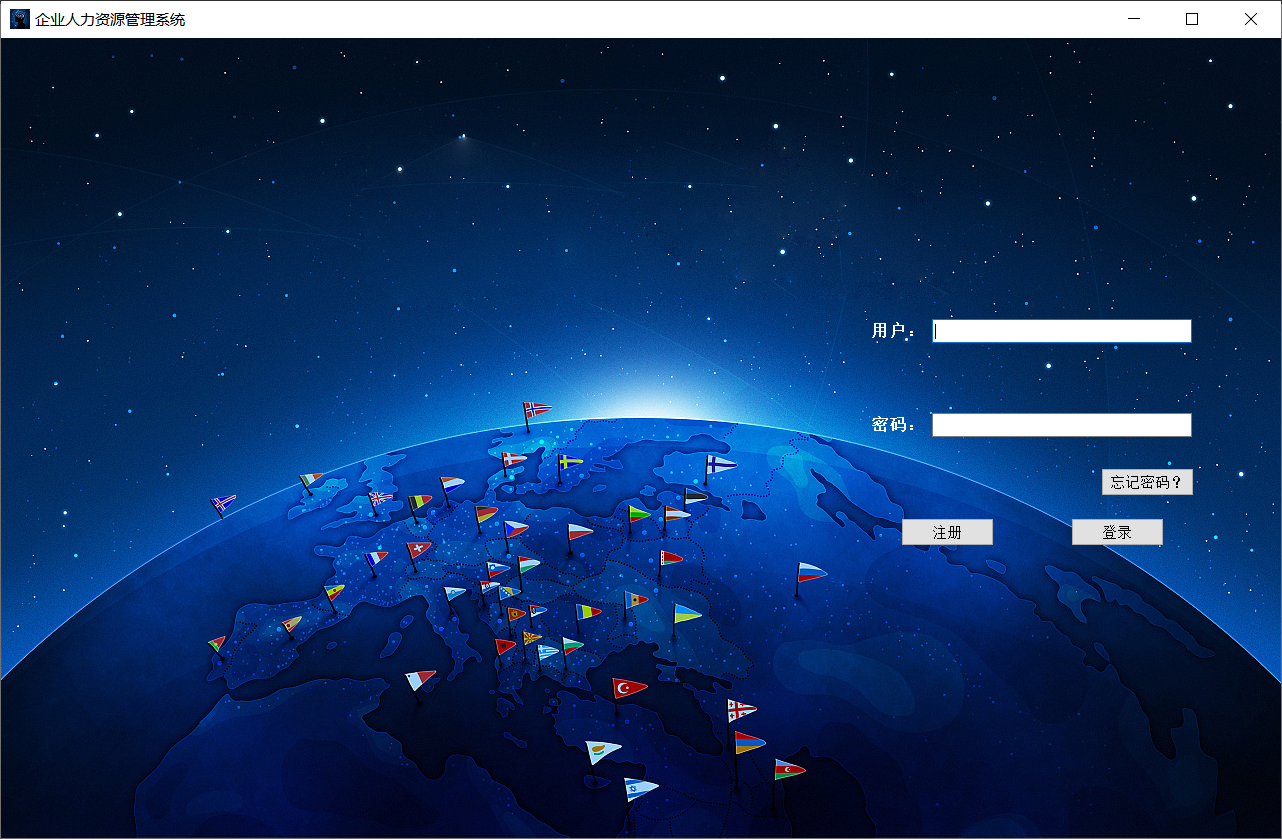 企业人力资源管理系统
用户：
密码：
忘记密码？
注册
登录